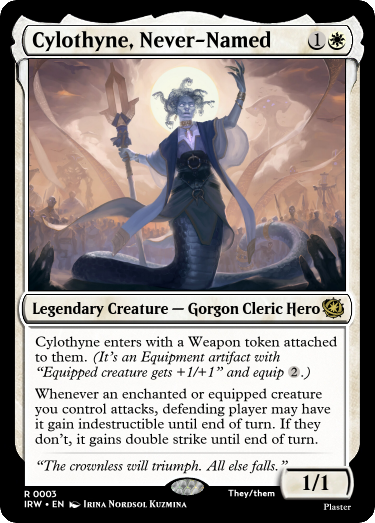 Cylothyne, Never-Named 1
Legendary Creature — Gorgon Cleric Hero
Cylothyne enters with a Weapon token attached
to them. (It's an Equipment artifact with
“Equipped creature gets +1/+1” and equip 2.)
Whenever an enchanted or equipped creature
you control attacks, defending player may have
it gain indestructible until end of turn. If they
don't, it gains double strike until end of turn.
“The crownless will triumph. All else falls.”
1/1
R 0003
IRW • EN Irina Nordsol Kuzmina
They/them
Plaster